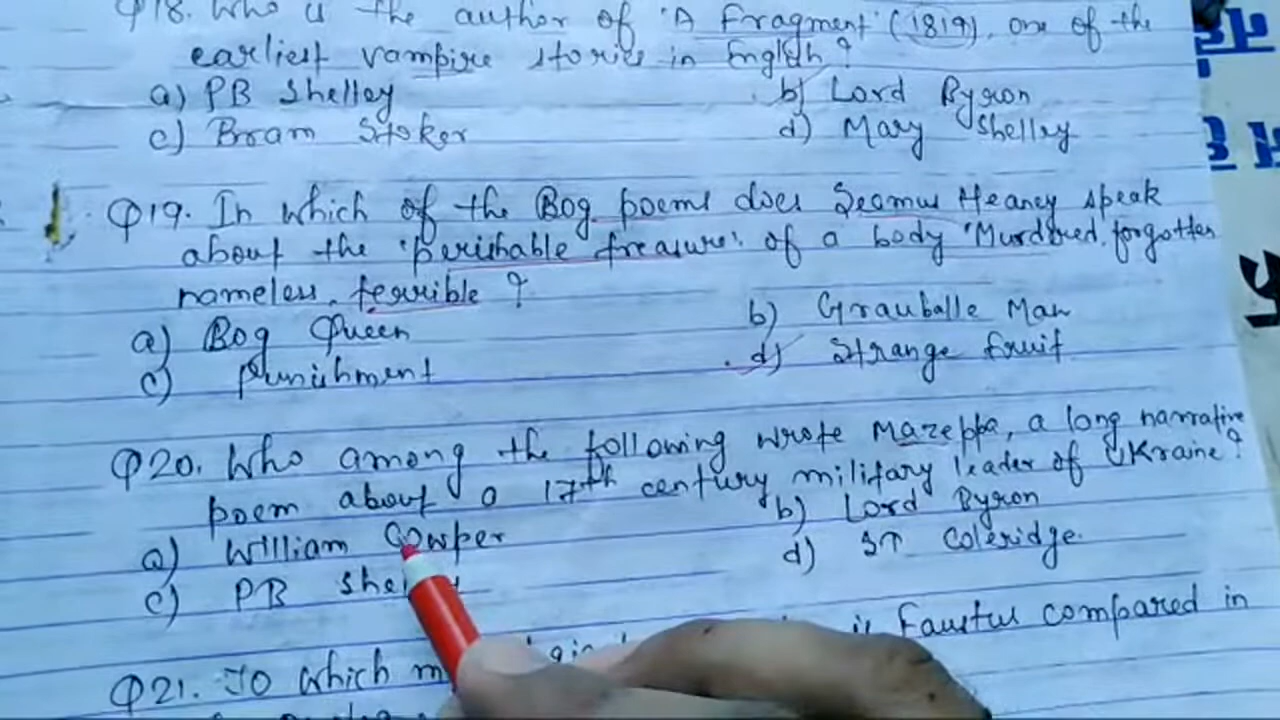 Q18. Who is the author of 'A Fragment' (1819), one of the
earliest vampire stories in English?
a) PB Shelley b) Lord Byron
c) Bram Stoker d) Mary Shelley
Q19. In which of the Bog poems does Seamus Heaney speak
about the 'perishable treasure' of a body 'Murdered, forgotten
nameless, terrible ?
a) Bog Queen b) Grauballe Man
c) punishment d) Strange fruit
Q20. Who among the following wrote Mazeppa, a long narrative
poem about a 17th century military leader of Ukraine?
a) William Cowper b) Lord Byron
c) PB d) ST Coleridge.
Q21. To which is Faustus compared in